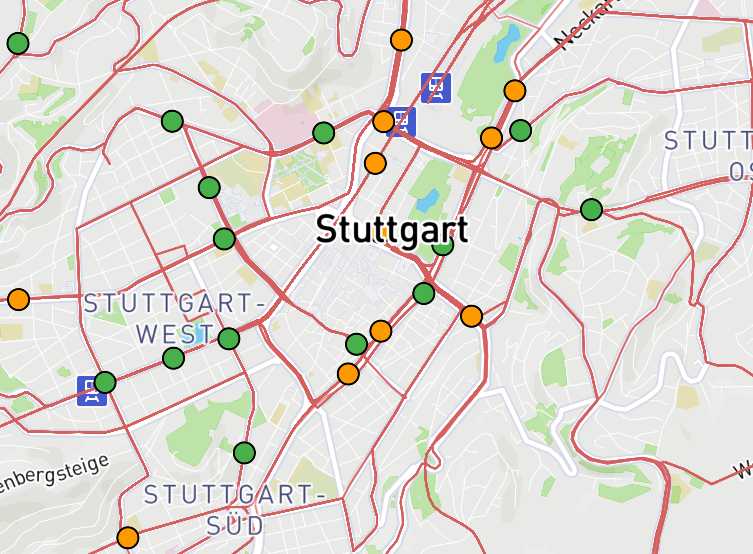 Neckar
STUTT
OS
Stuttgart
STUTTGART-
WEST
enbergsteige
STUTTGART-
SÜD
W